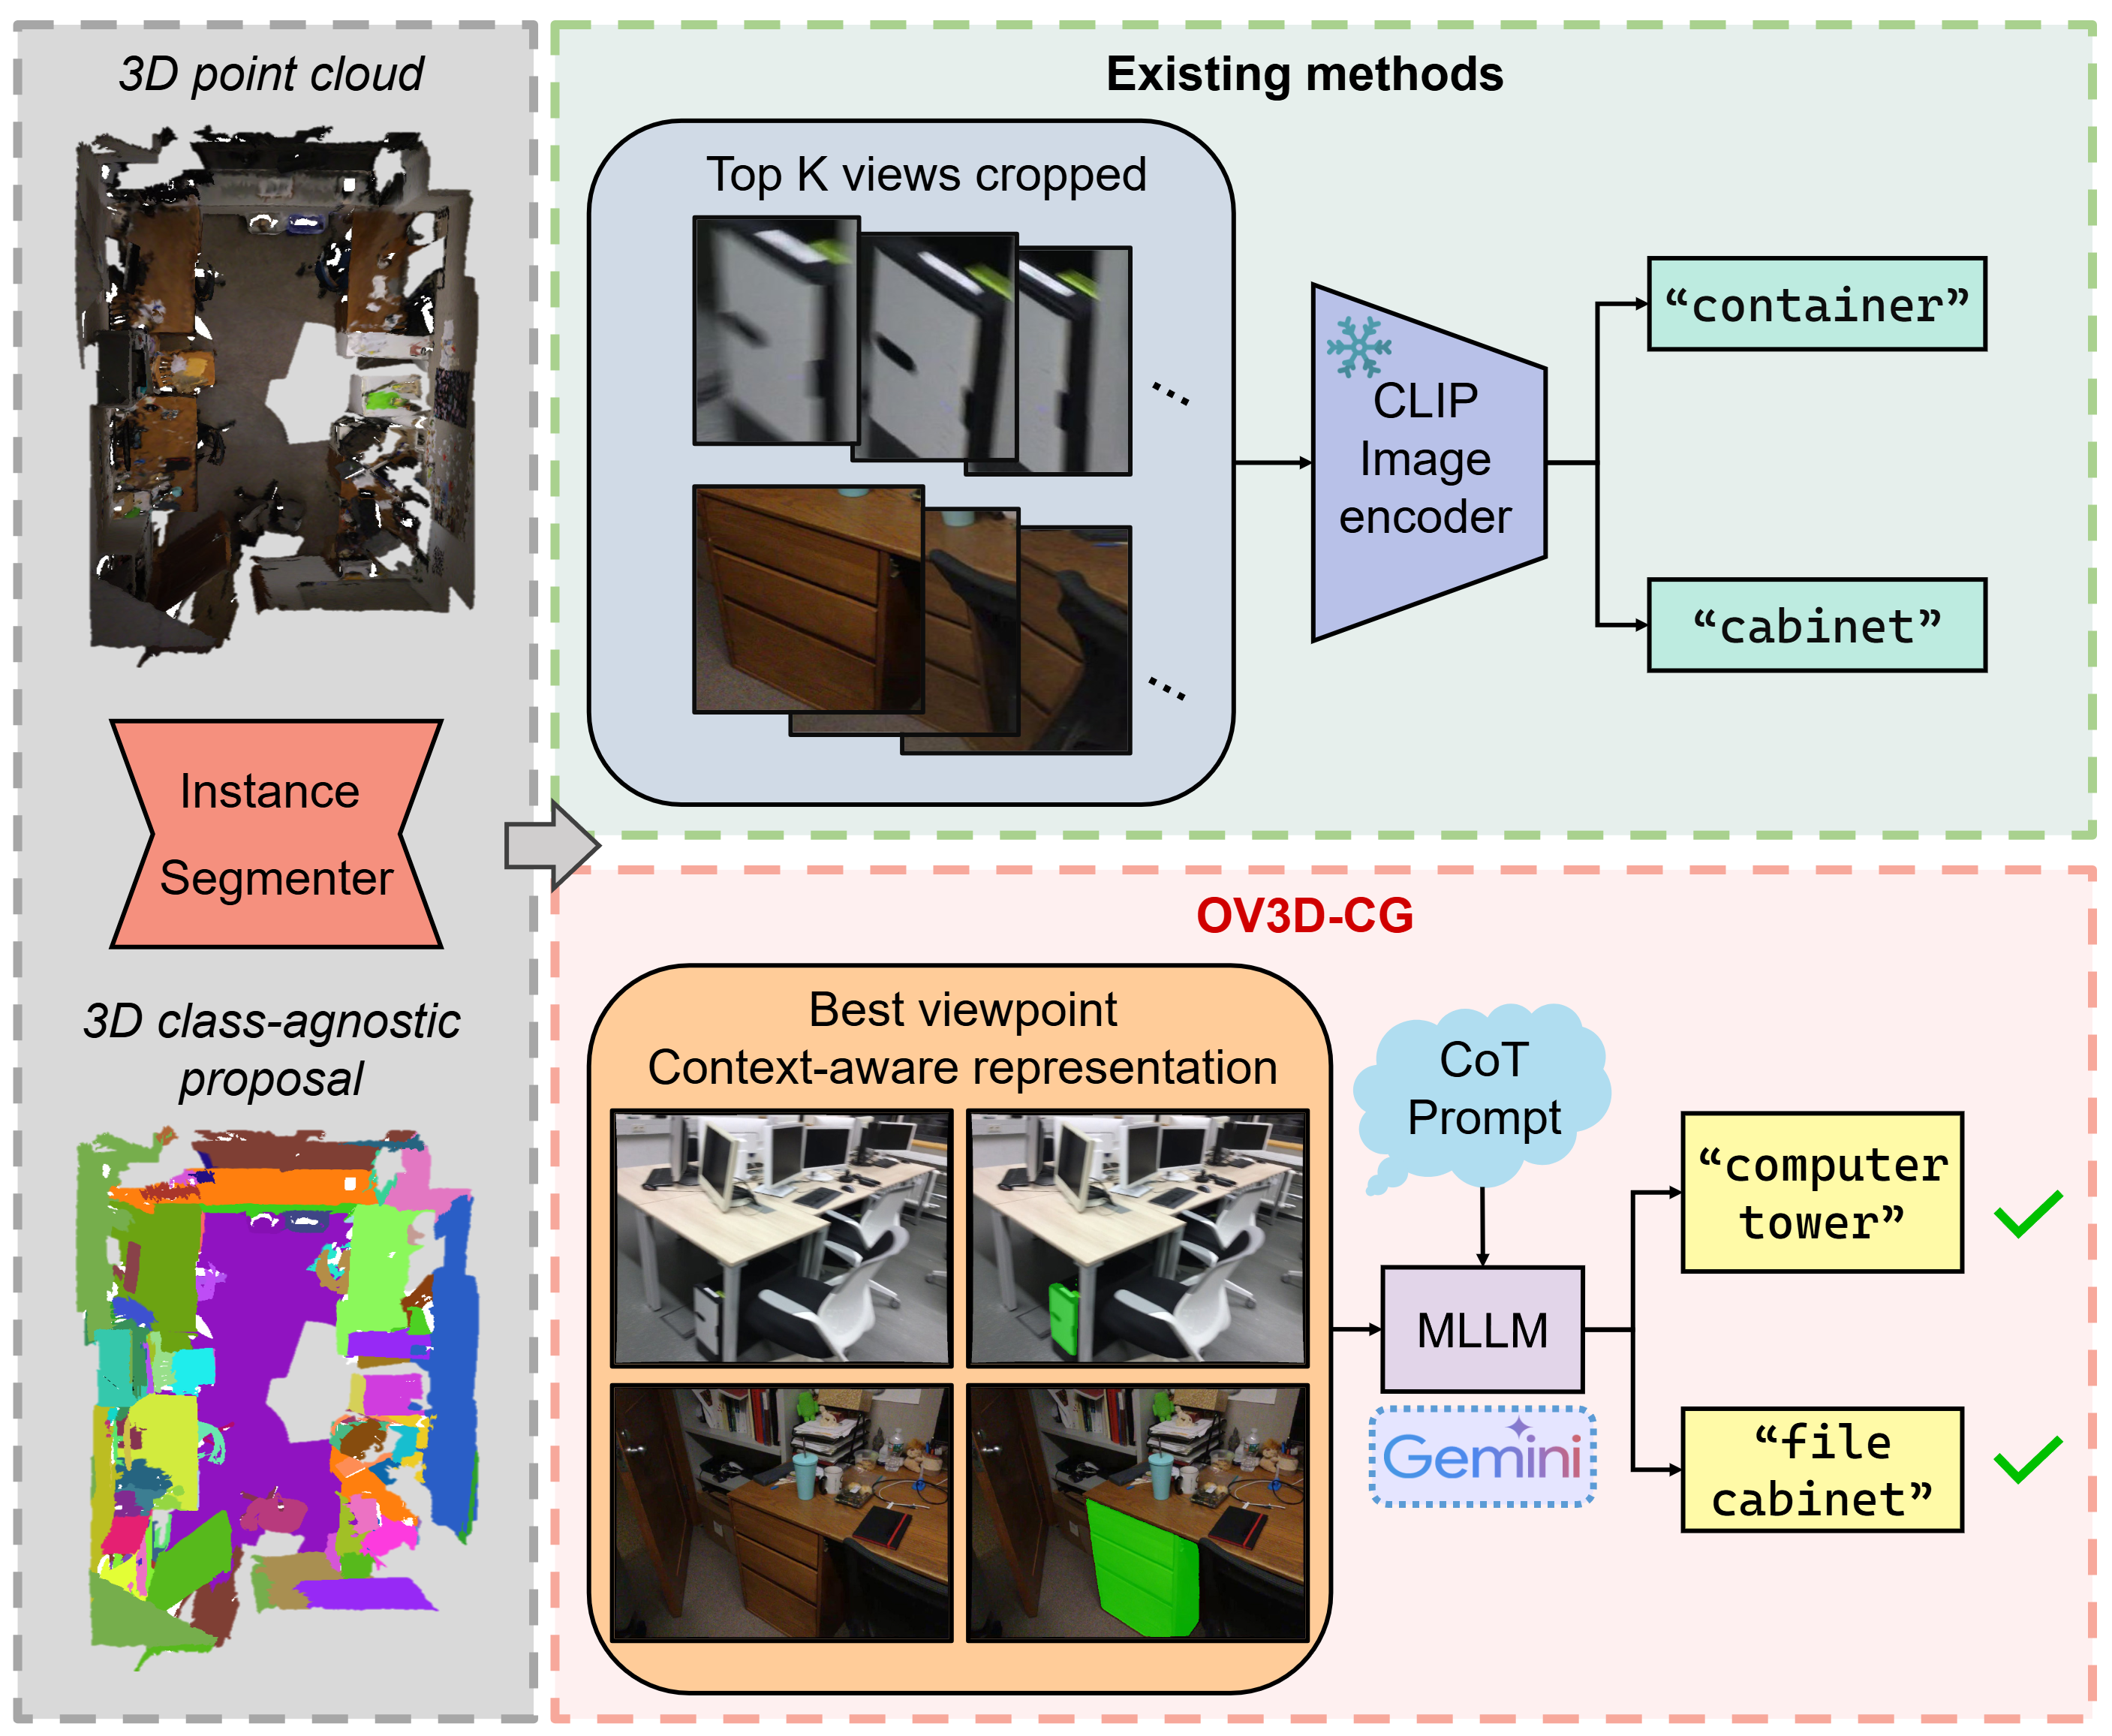 3D point cloud
Instance
Segmenter
3D class-agnostic
proposal
Existing methods
Top K views cropped
...
...
CLIP
Image
encoder
“container”
“cabinet”
OV3D-CG
Best viewpoint
Context-aware representation
CoT
Prompt
MLLM
Gemini
“computer
tower”
“file
cabinet”